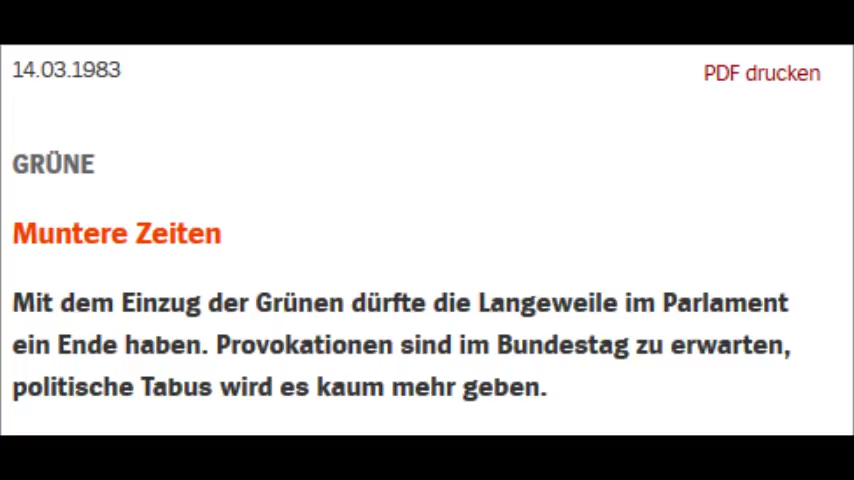 14.03.1983
PDF drucken
GRÜNE
Muntere Zeiten
Mit dem Einzug der Grünen dürfte die Langeweile im Parlament
ein Ende haben. Provokationen sind im Bundestag zu erwarten,
politische Tabus wird es kaum mehr geben.